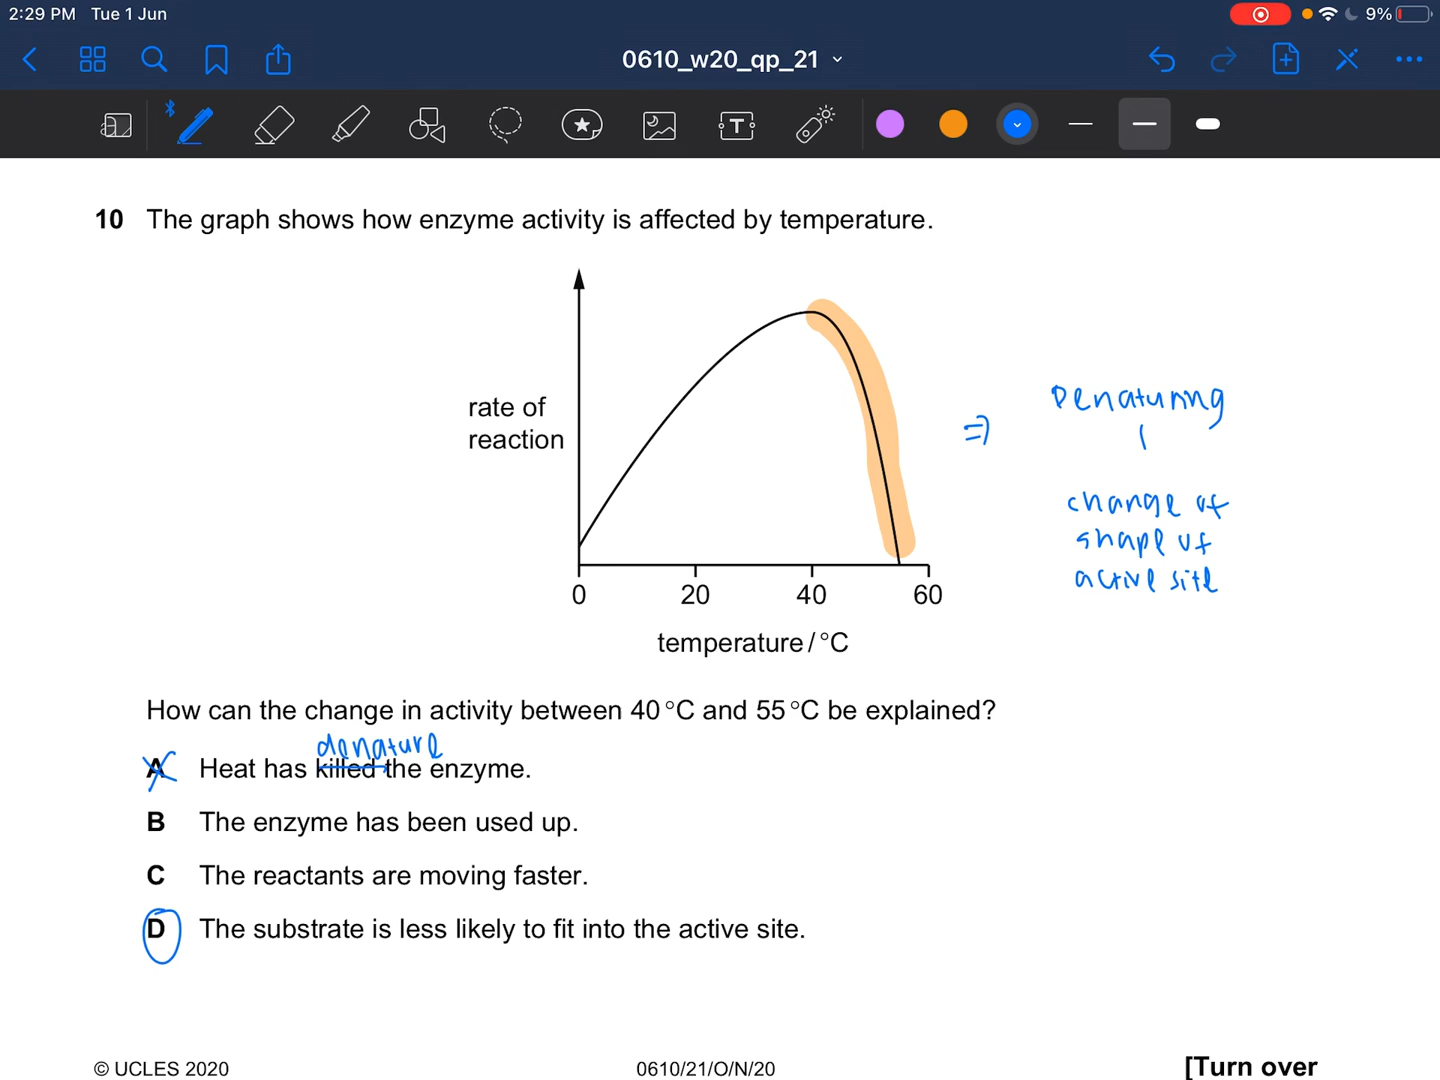 2:29 PM Tue 1 Jun
9%
0610_w20_qp_21
T
10 The graph shows how enzyme activity is affected by temperature.
rate of
reaction
0 20 40 60
temperature/°C
⇒ Denaturing
change of
shape of
active site
How can the change in activity between 40°C and 55°C be explained?
denature
A Heat has killed the enzyme.
B The enzyme has been used up.
C The reactants are moving faster.
D The substrate is less likely to fit into the active site.
© UCLES 2020
0610/21/O/N/20
[Turn over